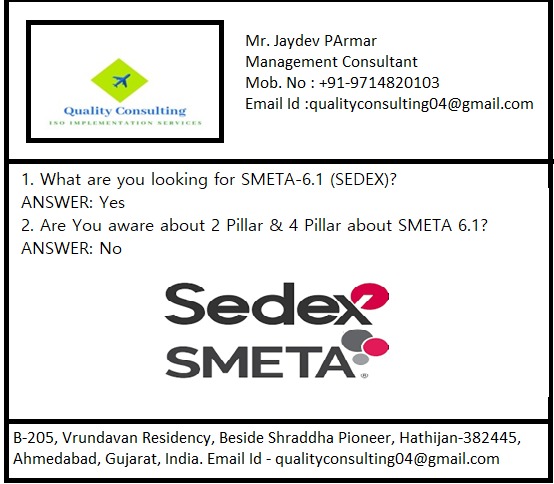 Quality Consulting
ISO IMPLEMENTATION SERVICES
Mr. Jaydev PArmar
Management Consultant
Mob. No : +91-9714820103
Email Id :qualityconsulting04@gmail.com
1. What are you looking for SMETA-6.1 (SEDEX)?
ANSWER: Yes
2. Are You aware about 2 Pillar & 4 Pillar about SMETA 6.1?
ANSWER: No
Sedex
SMETA®
B-205, Vrundavan Residency, Beside Shraddha Pioneer, Hathijan-382445,
Ahmedabad, Gujarat, India. Email Id - qualityconsulting04@gmail.com